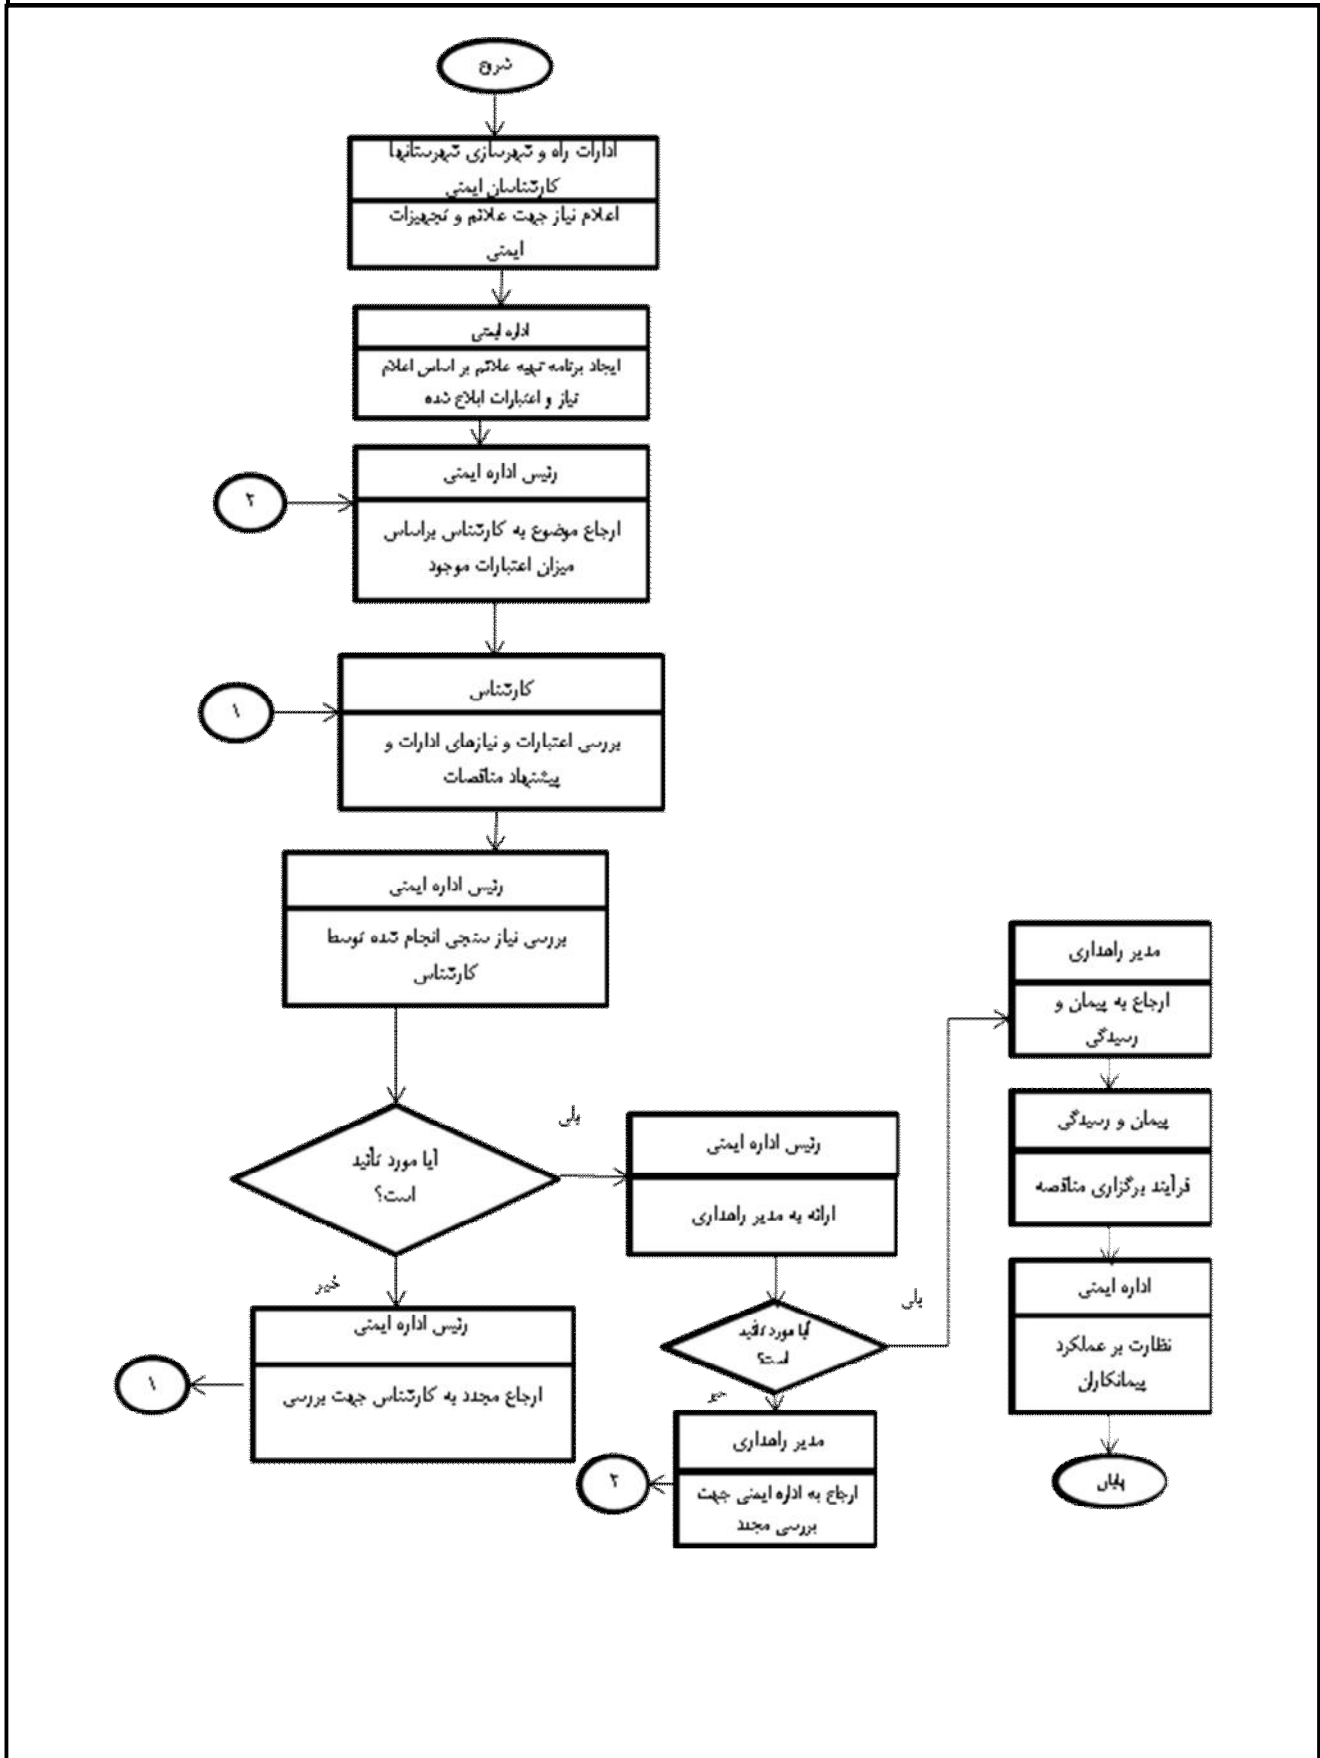 شروع
ادارات راه و شهرسازی شهرستانها
کارشناسان ایمنی
اعلام نیاز جهت علائم و تجهیزات
ایمنی
اداره ایمنی
ایجاد برنامه تهیه علائم بر اساس اعلام
نیاز و اعتبارات ابلاغ شده
رئیس اداره ایمنی
۲
ارجاع موضوع به کارشناس براساس
میزان اعتبارات موجود
کارشناس
۱
بررسی اعتبارات و نیازهای ادارات و
پیشنهاد مناقصات
رئیس اداره ایمنی
بررسی نیاز سنجی انجام شده توسط
کارشناس
آیا مورد تأئید
است؟
بلی
خیر
رئیس اداره ایمنی
ارجاع مجدد به کارشناس جهت بررسی
۱
رئیس اداره ایمنی
ارائه به مدیر راهداری
آیا مورد تائید
است؟
بلی
خیر
مدیر راهداری
ارجاع به اداره ایمنی جهت
بررسی مجدد
۲
مدیر راهداری
ارجاع به پیمان و
رسیدگی
پیمان و رسیدگی
فرآیند برگزاری مناقصه
اداره ایمنی
نظارت بر عملکرد
پیمانکاران
پایان